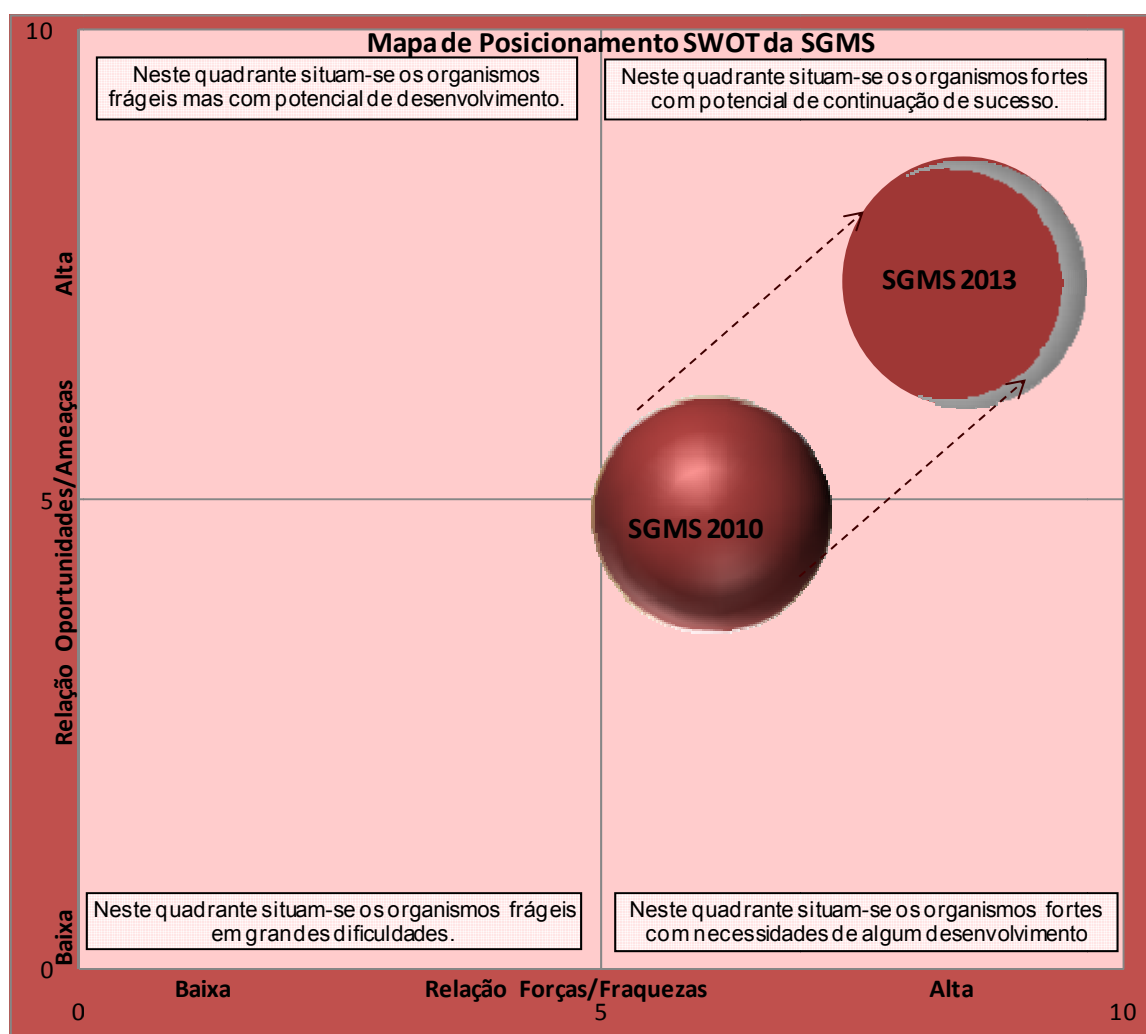 10
Mapa de Posicionamento SWOT da SGMS
Neste quadrante situam-se os organismos
frágeis mas com potencial de desenvolvimento.
Neste quadrante situam-se os organismos fortes
com potencial de continuação de sucesso.
Alta
SGMS 2013
Relação Oportunidades/Ameaças
5
SGMS 2010
Neste quadrante situam-se os organismos frágeis
em grandes dificuldades.
Neste quadrante situam-se os organismos fortes
com necessidades de algum desenvolvimento
Baixa
0
Baixa Relação Forças/Fraquezas Alta
0 5 10